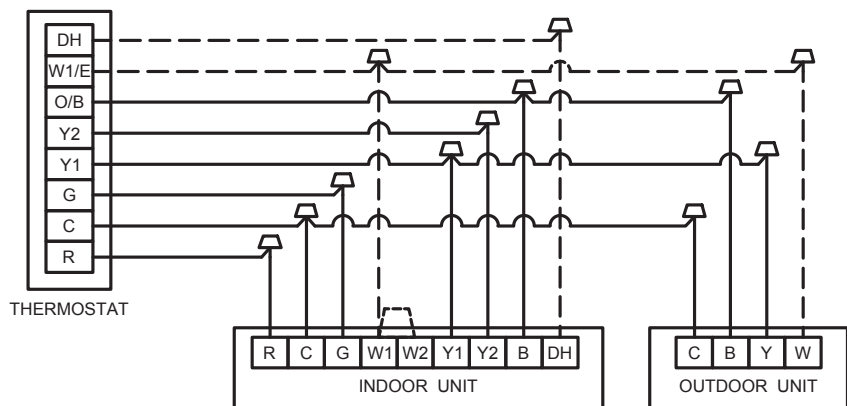 DH
W1/E
O/B
Y2
Y1
G
C
R
THERMOSTAT
R C G W1 W2 Y1 Y2 B DH
INDOOR UNIT
C B Y W
OUTDOOR UNIT